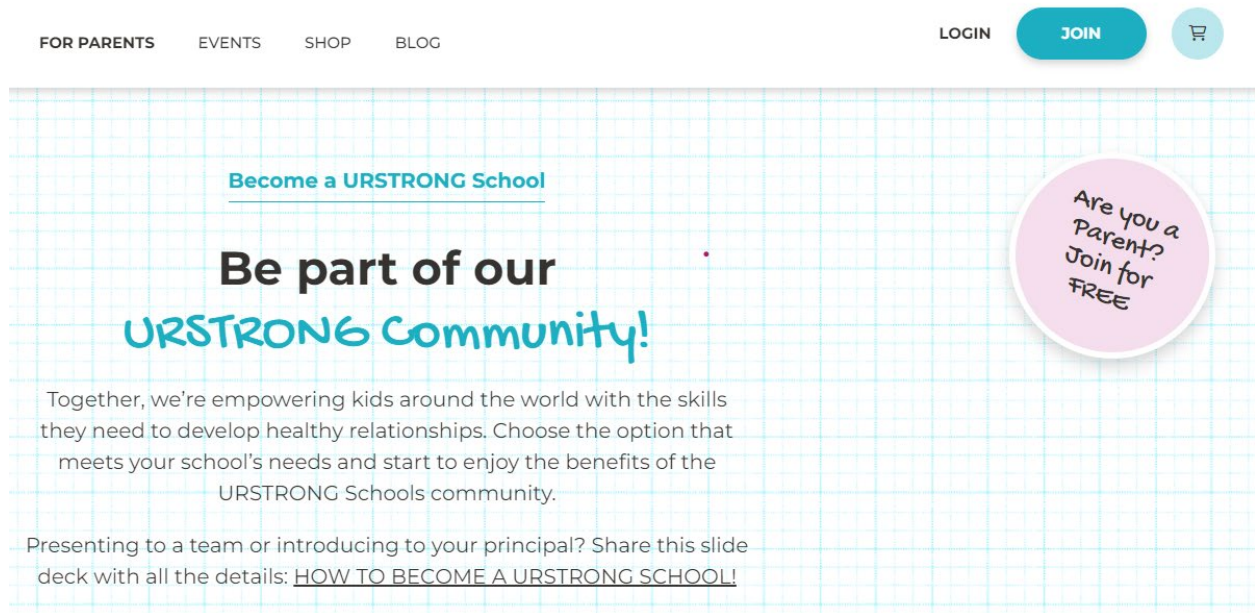 FOR PARENTS EVENTS SHOP BLOG LOGIN JOIN
Become a URSTRONG School
Be part of our
URSTRONG Community!
Together, we’re empowering kids around the world with the skills
they need to develop healthy relationships. Choose the option that
meets your school’s needs and start to enjoy the benefits of the
URSTRONG Schools community.
Presenting to a team or introducing to your principal? Share this slide
deck with all the details: HOW TO BECOME A URSTRONG SCHOOL!
Are you a
Parent?
Join for
FREE